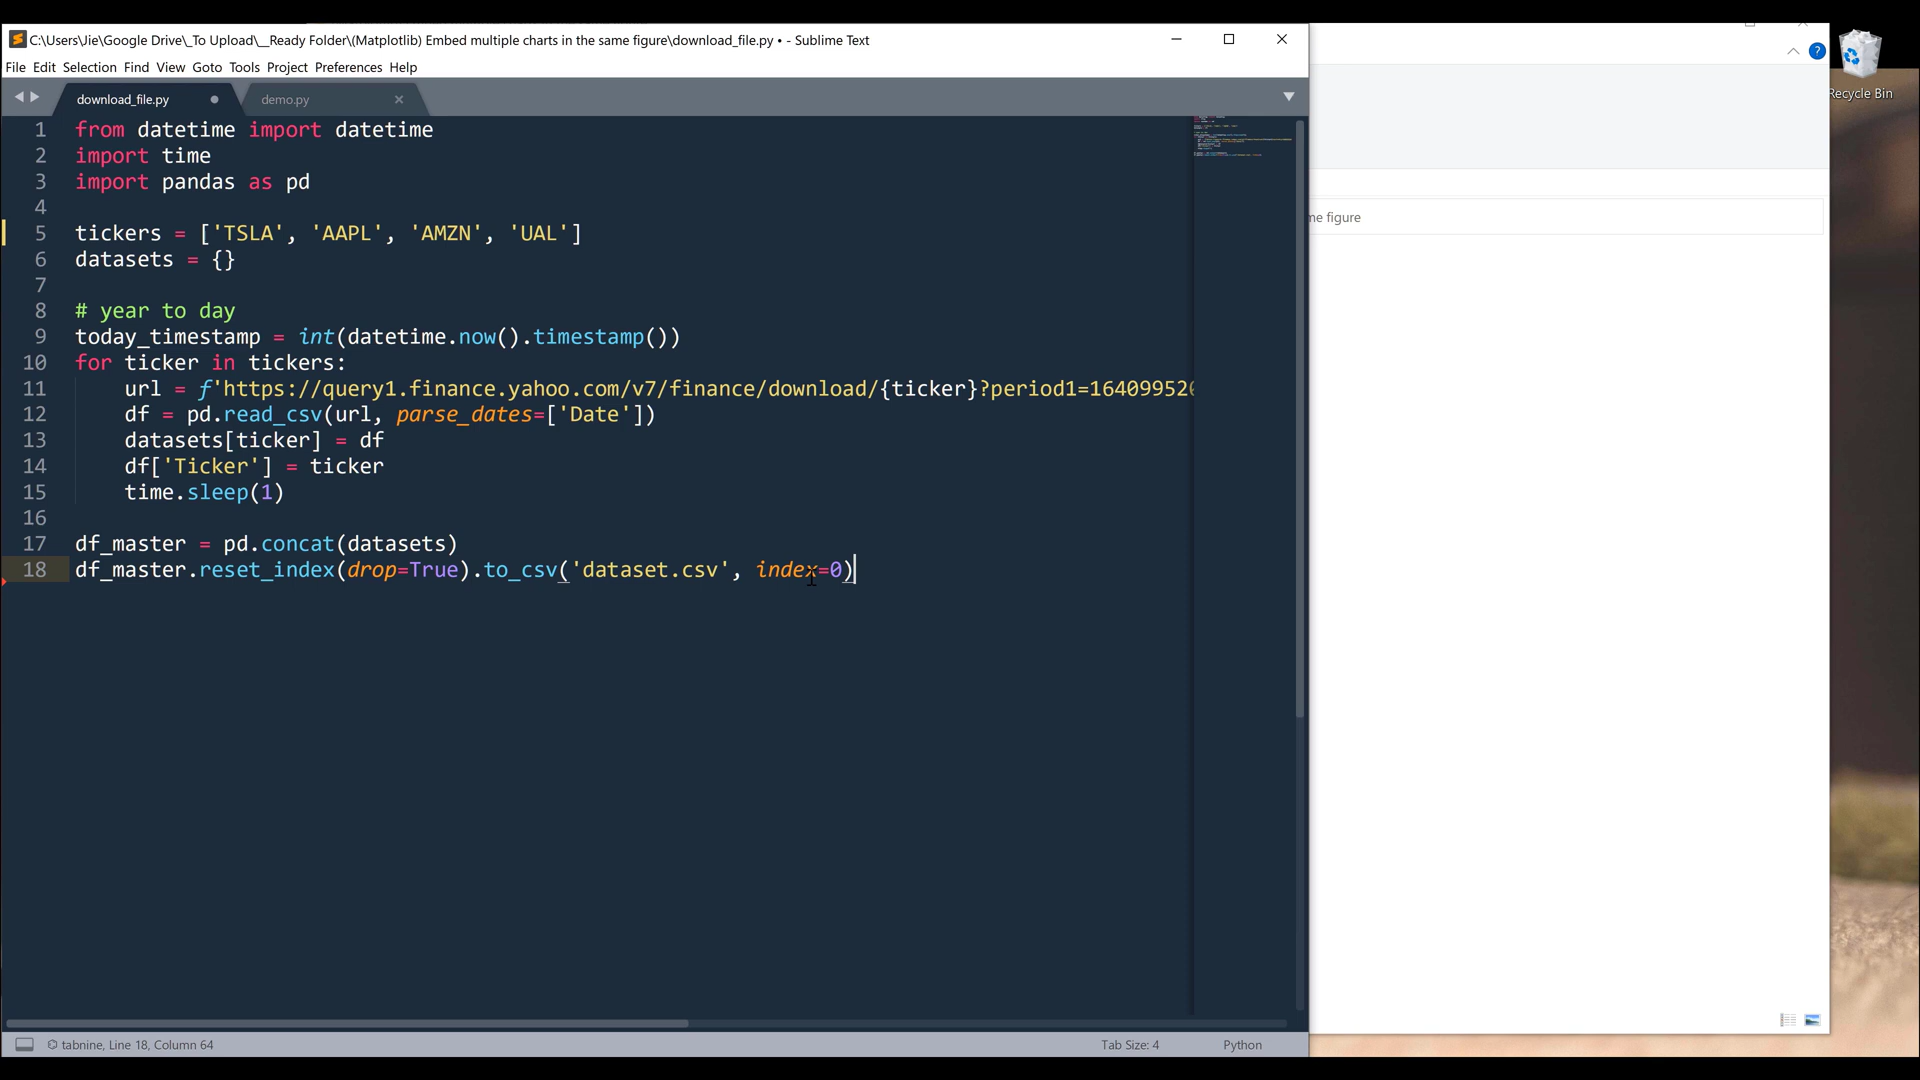 C:\Users\Jie\Google Drive\_To Upload\__Ready Folder\(Matplotlib) Embed multiple charts in the same figure\download_file.py • - Sublime Text
File Edit Selection Find View Goto Tools Project Preferences Help
download_file.py
demo.py
1 from datetime import datetime
2 import time
3 import pandas as pd
4
5 tickers = ['TSLA', 'AAPL', 'AMZN', 'UAL']
6 datasets = {}
7
8 # year to day
9 today_timestamp = int(datetime.now().timestamp())
10 for ticker in tickers:
11 url = f'https://query1.finance.yahoo.com/v7/finance/download/{ticker}?period1=164099520
12 df = pd.read_csv(url, parse_dates=['Date'])
13 datasets[ticker] = df
14 df['Ticker'] = ticker
15 time.sleep(1)
16
17 df_master = pd.concat(datasets)
18 df_master.reset_index(drop=True).to_csv('dataset.csv', index=0)
tabnine, Line 18, Column 64
Tab Size: 4
Python
?
me figure
Recycle Bin